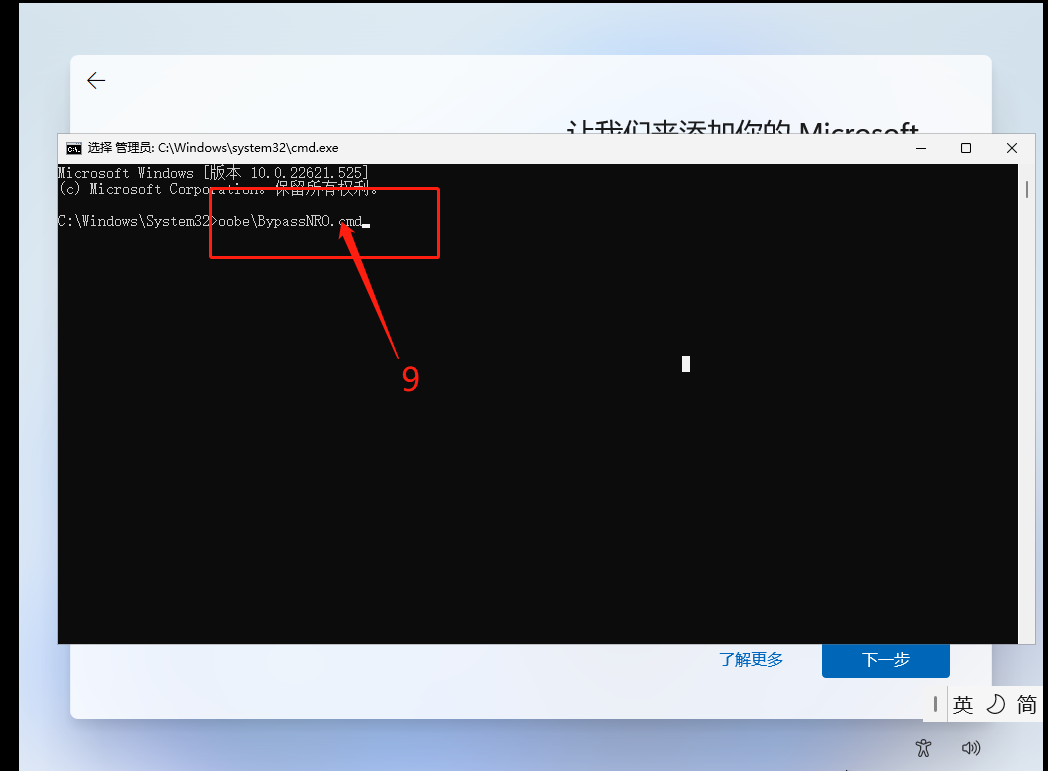 让我们来添加你的 Microsoft
选择 管理员: C:\Windows\system32\cmd.exe
Microsoft Windows [版本 10.0.22621.525]
(c) Microsoft Corporation。保留所有权利。
C:\Windows\System32>oobe\BypassNRO.cmd
9
了解更多
下一步
英
简